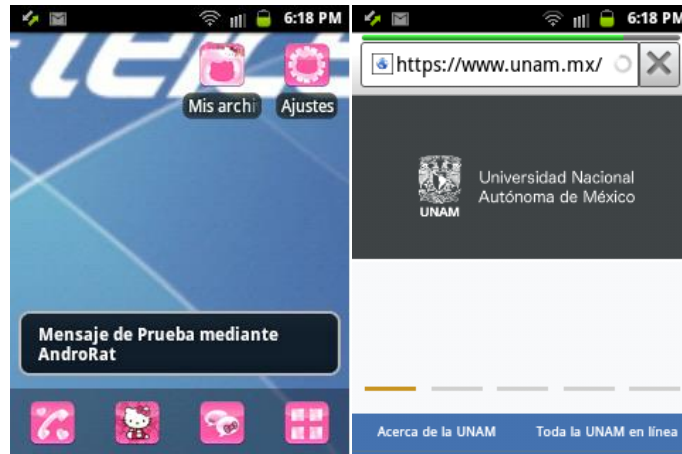 6:18 PM
Mis archi
Ajustes
Mensaje de Prueba mediante
AndroRat
6:18 PM
https://www.unam.mx/
Universidad Nacional
Autónoma de México
UNAM
Acerca de la UNAM
Toda la UNAM en línea